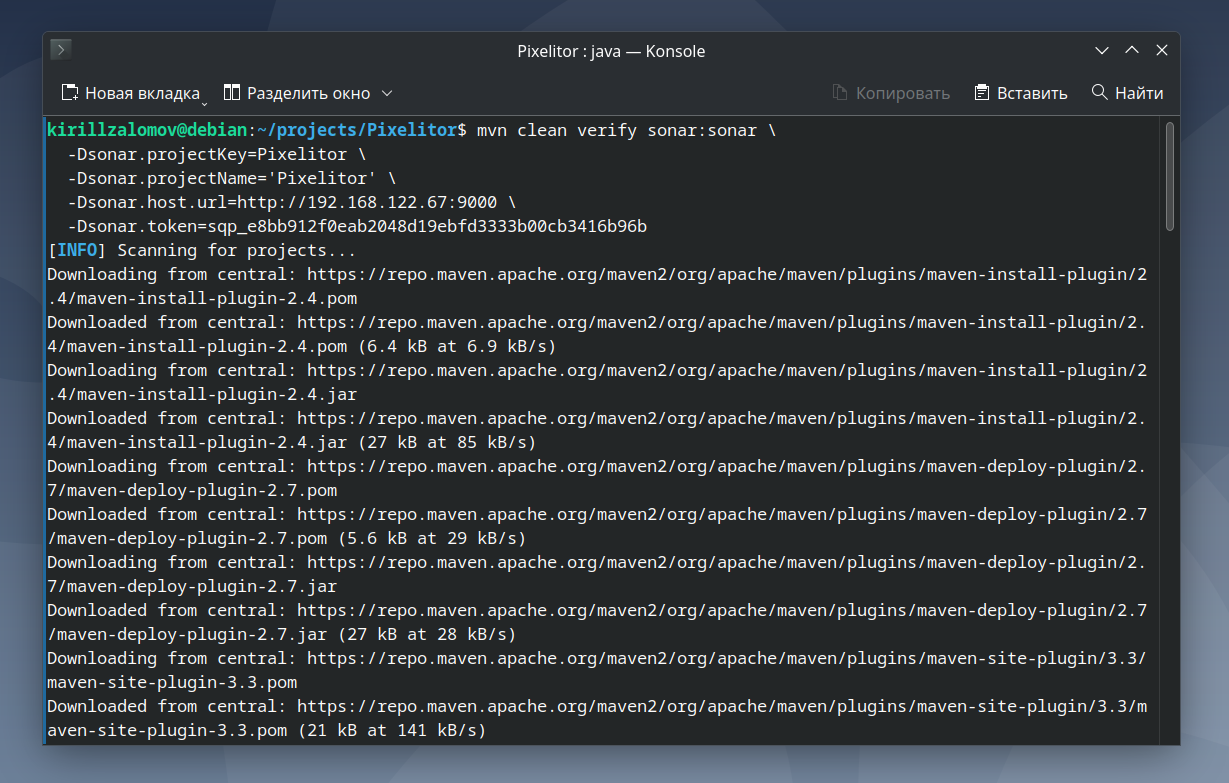 Pixelitor : java — Konsole
Новая вкладка
Разделить окно
Копировать
Вставить
Найти
kirillzalomov@debian:~/projects/Pixelitor$ mvn clean verify sonar:sonar \
-Dsonar.projectKey=Pixelitor \
-Dsonar.projectName='Pixelitor' \
-Dsonar.host.url=http://192.168.122.67:9000 \
-Dsonar.token=sqp_e8bb912f0eab2048d19ebfd3333b00cb3416b96b
[INFO] Scanning for projects...
Downloading from central: https://repo.maven.apache.org/maven2/org/apache/maven/plugins/maven-install-plugin/2
.4/maven-install-plugin-2.4.pom
Downloaded from central: https://repo.maven.apache.org/maven2/org/apache/maven/plugins/maven-install-plugin/2.
4/maven-install-plugin-2.4.pom (6.4 kB at 6.9 kB/s)
Downloading from central: https://repo.maven.apache.org/maven2/org/apache/maven/plugins/maven-install-plugin/2
.4/maven-install-plugin-2.4.jar
Downloaded from central: https://repo.maven.apache.org/maven2/org/apache/maven/plugins/maven-install-plugin/2.
4/maven-install-plugin-2.4.jar (27 kB at 85 kB/s)
Downloading from central: https://repo.maven.apache.org/maven2/org/apache/maven/plugins/maven-deploy-plugin/2.
7/maven-deploy-plugin-2.7.pom
Downloaded from central: https://repo.maven.apache.org/maven2/org/apache/maven/plugins/maven-deploy-plugin/2.7
/maven-deploy-plugin-2.7.pom (5.6 kB at 29 kB/s)
Downloading from central: https://repo.maven.apache.org/maven2/org/apache/maven/plugins/maven-deploy-plugin/2.
7/maven-deploy-plugin-2.7.jar
Downloaded from central: https://repo.maven.apache.org/maven2/org/apache/maven/plugins/maven-deploy-plugin/2.7
/maven-deploy-plugin-2.7.jar (27 kB at 28 kB/s)
Downloading from central: https://repo.maven.apache.org/maven2/org/apache/maven/plugins/maven-site-plugin/3.3/
maven-site-plugin-3.3.pom
Downloaded from central: https://repo.maven.apache.org/maven2/org/apache/maven/plugins/maven-site-plugin/3.3/m
aven-site-plugin-3.3.pom (21 kB at 141 kB/s)